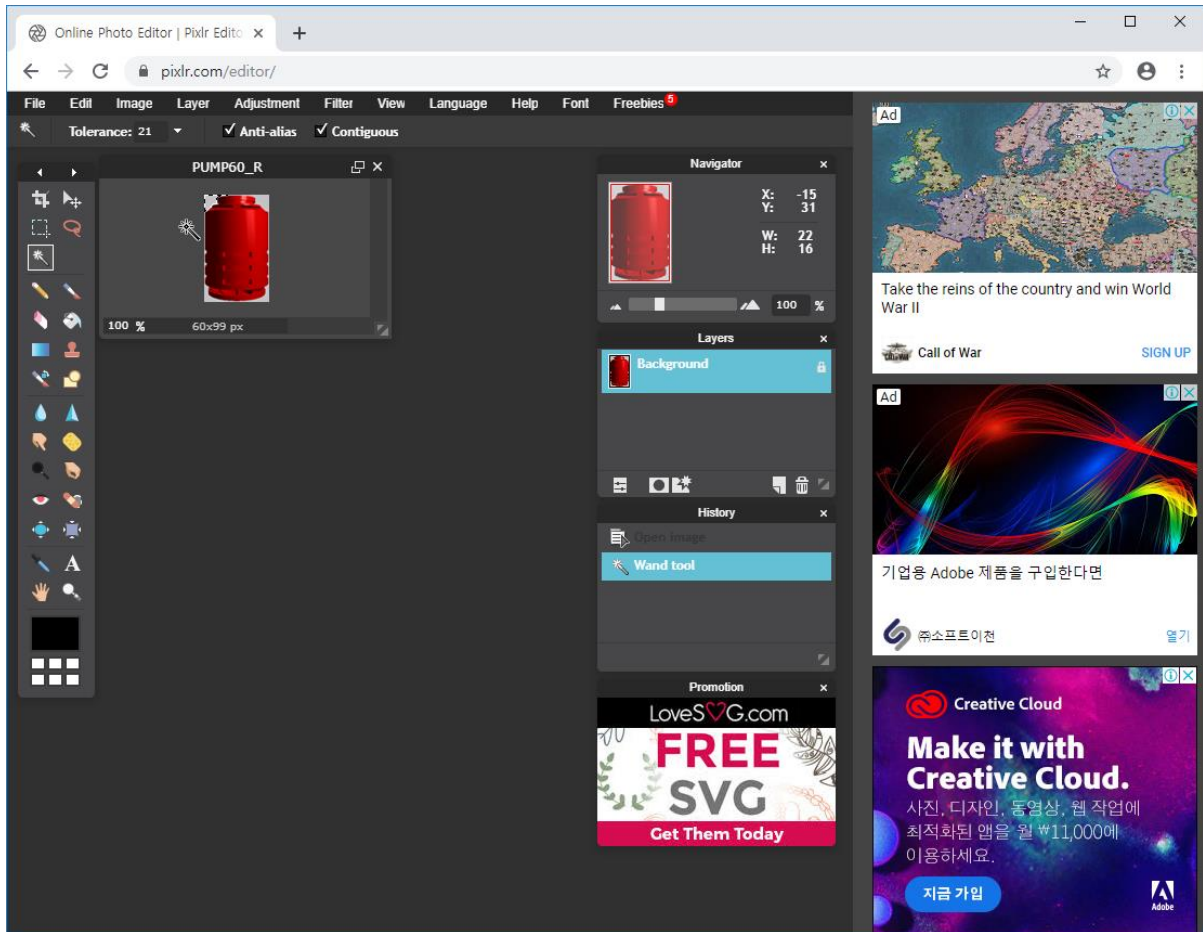 Online Photo Editor | Pixlr Edito
pixlr.com/editor/
File Edit Image Layer Adjustment Filter View Language Help Font Freebies 5
Tolerance: 21 Anti-alias Contiguous
PUMP60_R
100 % 60x99 px
Navigator
X: -15
Y: 31
W: 22
H: 16
100 %
Layers
Background
History
Open image
Wand tool
Promotion
LoveSVG.com
FREE
SVG
Get Them Today
Ad
Take the reins of the country and win World
War II
Call of War SIGN UP
Ad
기업용 Adobe 제품을 구입한다면
㈜소프트이천 열기
Creative Cloud
Make it with
Creative Cloud.
사진, 디자인, 동영상, 웹 작업에
최적화된 앱을 월 ₩11,000에
이용하세요.
지금 가입
Adobe